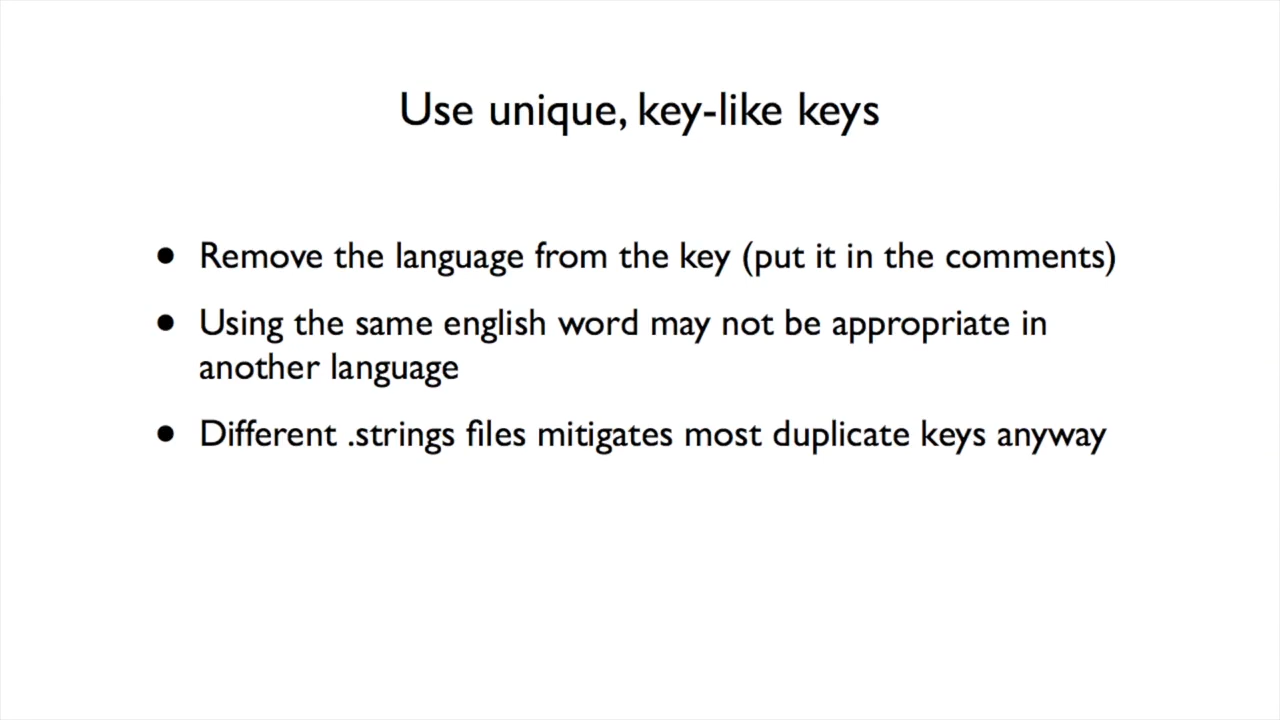 Use unique, key-like keys
• Remove the language from the key (put it in the comments)
• Using the same english word may not be appropriate in
another language
• Different .strings files mitigates most duplicate keys anyway